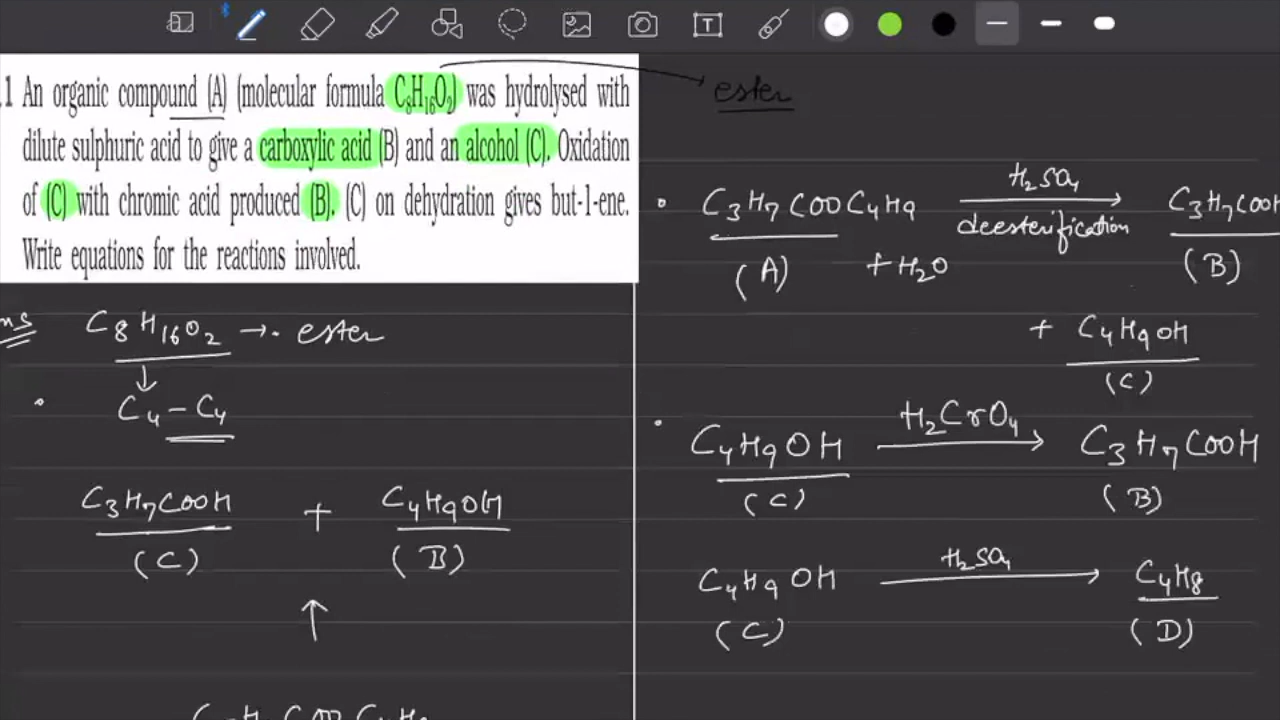 .1 An organic compound (A) (molecular formula C₈H₁₆O₂) was hydrolysed with
dilute sulphuric acid to give a carboxylic acid (B) and an alcohol (C). Oxidation
of (C) with chromic acid produced (B). (C) on dehydration gives but-1-ene.
Write equations for the reactions involved.
ms C₈H₁₆O₂ → . ester
↓
• C₄ – C₄
C₃H₇COOH + C₄H₉OH
(C) (B)
↑
ester
• C₃H₇COOC₄H₉ H₂SO₄ → C₃H₇COOH
deesterification
(A) + H₂O (B)
+ C₄H₉OH
(C)
• C₄H₉OH H₂CrO₄ → C₃H₇COOH
(C) (B)
C₄H₉OH H₂SO₄ → C₄H₈
(C) (D)